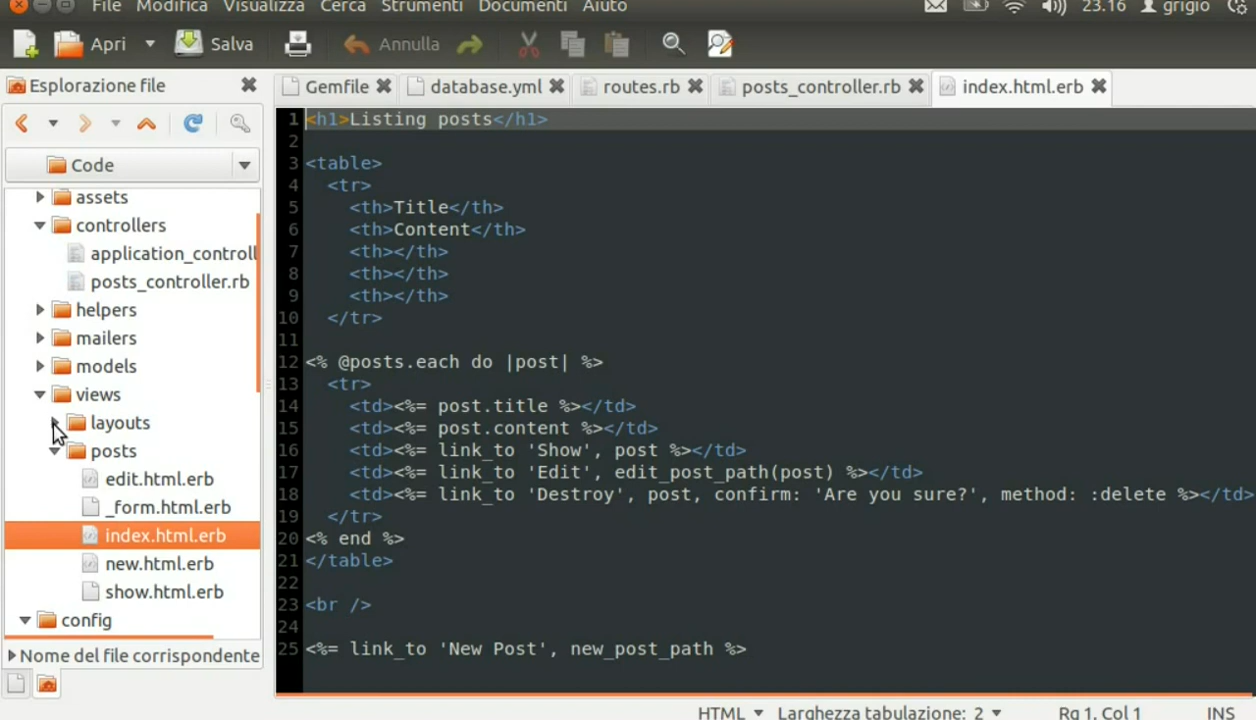 File Modifica Visualizza Cerca Strumenti Documenti Aiuto 23.16 grigio
Apri Salva Annulla
Esplorazione file
Gemfile database.yml routes.rb posts_controller.rb index.html.erb
Code
assets
controllers
application_controll
posts_controller.rb
helpers
mailers
models
views
layouts
posts
edit.html.erb
_form.html.erb
index.html.erb
new.html.erb
show.html.erb
config
Nome del file corrispondente
1 <h1>Listing posts</h1>
2
3 <table>
4 <tr>
5 <th>Title</th>
6 <th>Content</th>
7 <th></th>
8 <th></th>
9 <th></th>
10 </tr>
11
12 <% @posts.each do |post| %>
13 <tr>
14 <td><%= post.title %></td>
15 <td><%= post.content %></td>
16 <td><%= link_to 'Show', post %></td>
17 <td><%= link_to 'Edit', edit_post_path(post) %></td>
18 <td><%= link_to 'Destroy', post, confirm: 'Are you sure?', method: :delete %></td>
19 </tr>
20 <% end %>
21 </table>
22
23 <br />
24
25 <%= link_to 'New Post', new_post_path %>
HTML Larghezza tabulazione: 2 Rg 1, Col 1 INS